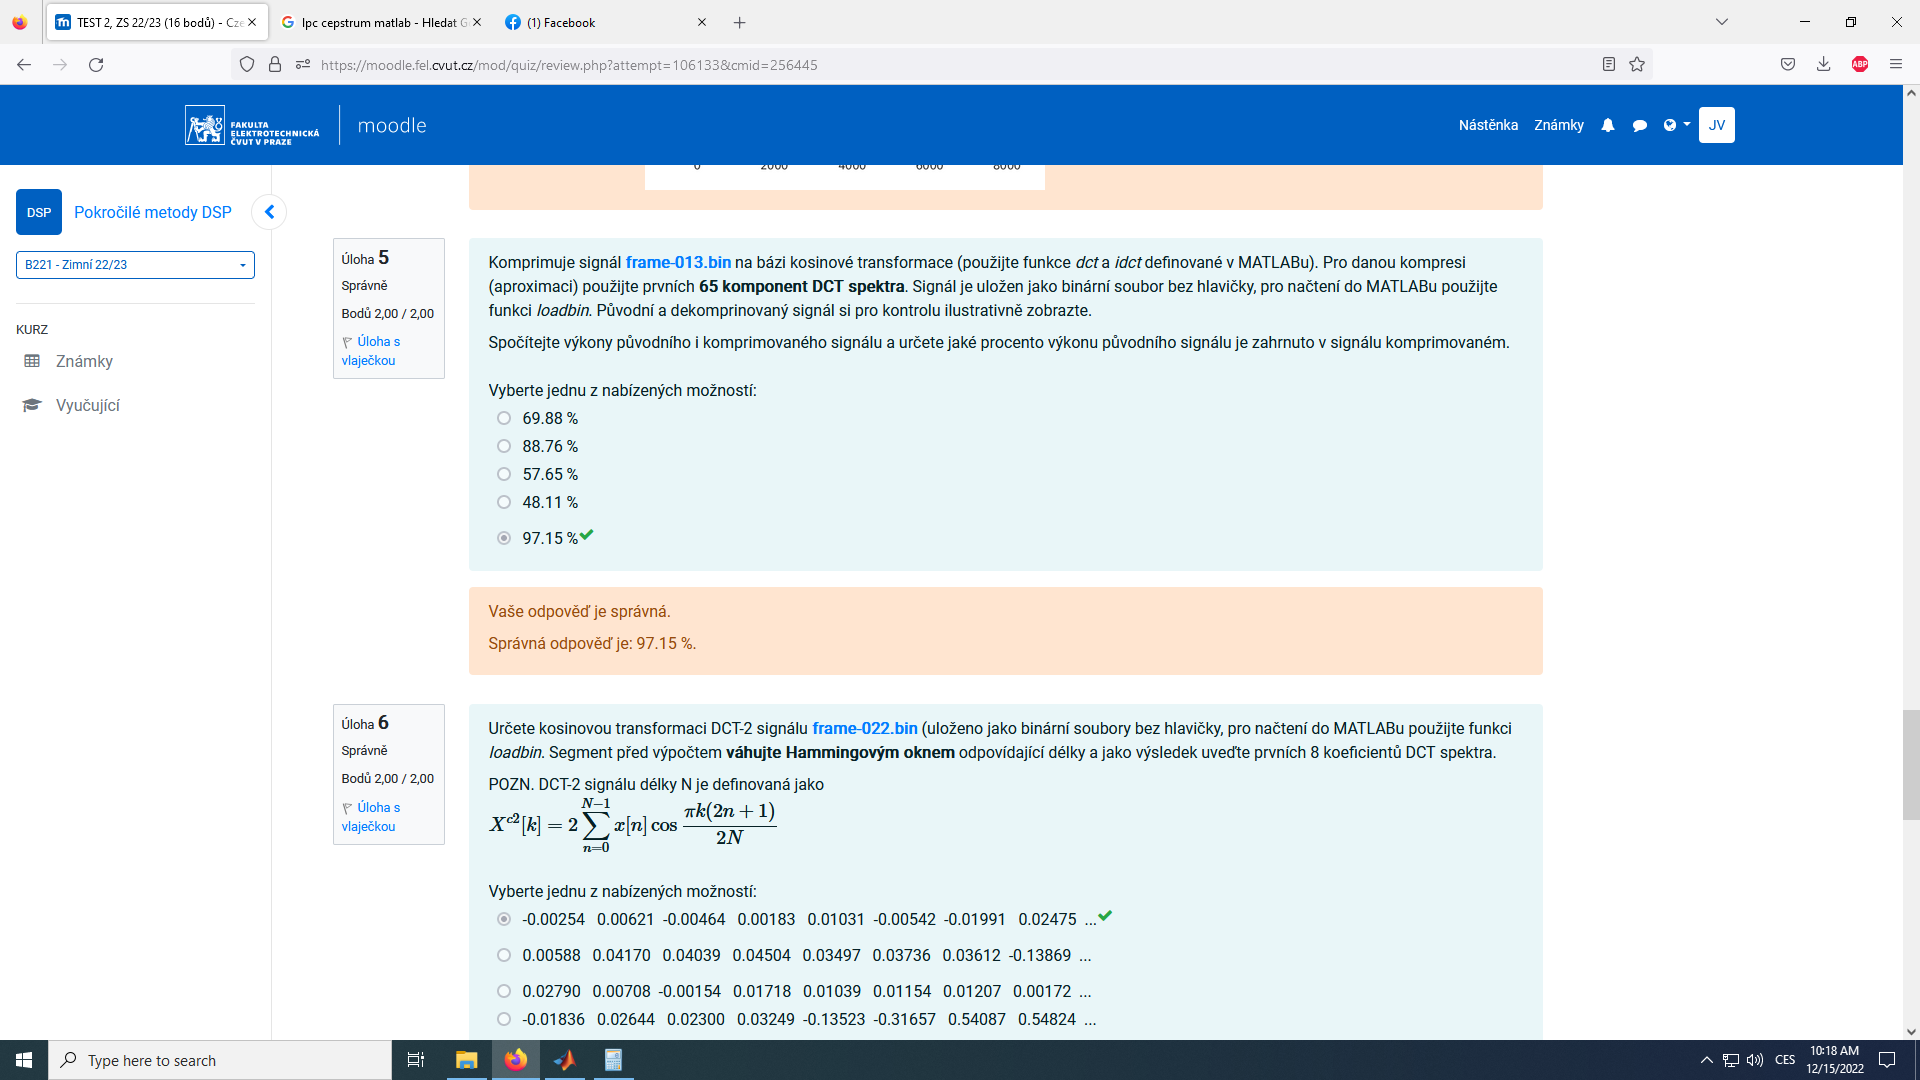 TEST 2, ZS 22/23 (16 bodů) - Cze
lpc cepstrum matlab - Hledat G
(1) Facebook
https://moodle.fel.cvut.cz/mod/quiz/review.php?attempt=106133&cmid=256445
ABP
FAKULTA
ELEKTROTECHNICKÁ
ČVUT V PRAZE
moodle
Nástěnka
Známky
JV
0 2000 4000 6000 8000
DSP
Pokročilé metody DSP
B221 - Zimní 22/23
KURZ
Známky
Vyučující
Úloha 5
Správně
Bodů 2,00 / 2,00
Úloha s
vlaječkou
Komprimuje signál frame-013.bin na bázi kosinové transformace (použijte funkce dct a idct definované v MATLABu). Pro danou kompresi
(aproximaci) použijte prvních 65 komponent DCT spektra. Signál je uložen jako binární soubor bez hlavičky, pro načtení do MATLABu použijte
funkci loadbin. Původní a dekomprinovaný signál si pro kontrolu ilustrativně zobrazte.
Spočítejte výkony původního i komprimovaného signálu a určete jaké procento výkonu původního signálu je zahrnuto v signálu komprimovaném.
Vyberte jednu z nabízených možností:
69.88 %
88.76 %
57.65 %
48.11 %
97.15 %
Vaše odpověď je správná.
Správná odpověď je: 97.15 %.
Úloha 6
Správně
Bodů 2,00 / 2,00
Úloha s
vlaječkou
Určete kosinovou transformaci DCT-2 signálu frame-022.bin (uloženo jako binární soubory bez hlavičky, pro načtení do MATLABu použijte funkci
loadbin. Segment před výpočtem váhujte Hammingovým oknem odpovídající délky a jako výsledek uveďte prvních 8 koeficientů DCT spektra.
POZN. DCT-2 signálu délky N je definovaná jako
X^{c2}[k] = 2 \sum_{n=0}^{N-1} x[n] cos \frac{πk(2n + 1)}{2N}
Vyberte jednu z nabízených možností:
-0.00254 0.00621 -0.00464 0.00183 0.01031 -0.00542 -0.01991 0.02475 ...
0.00588 0.04170 0.04039 0.04504 0.03497 0.03736 0.03612 -0.13869 ...
0.02790 0.00708 -0.00154 0.01718 0.01039 0.01154 0.01207 0.00172 ...
-0.01836 0.02644 0.02300 0.03249 -0.13523 -0.31657 0.54087 0.54824 ...
Type here to search
CES
10:18 AM
12/15/2022